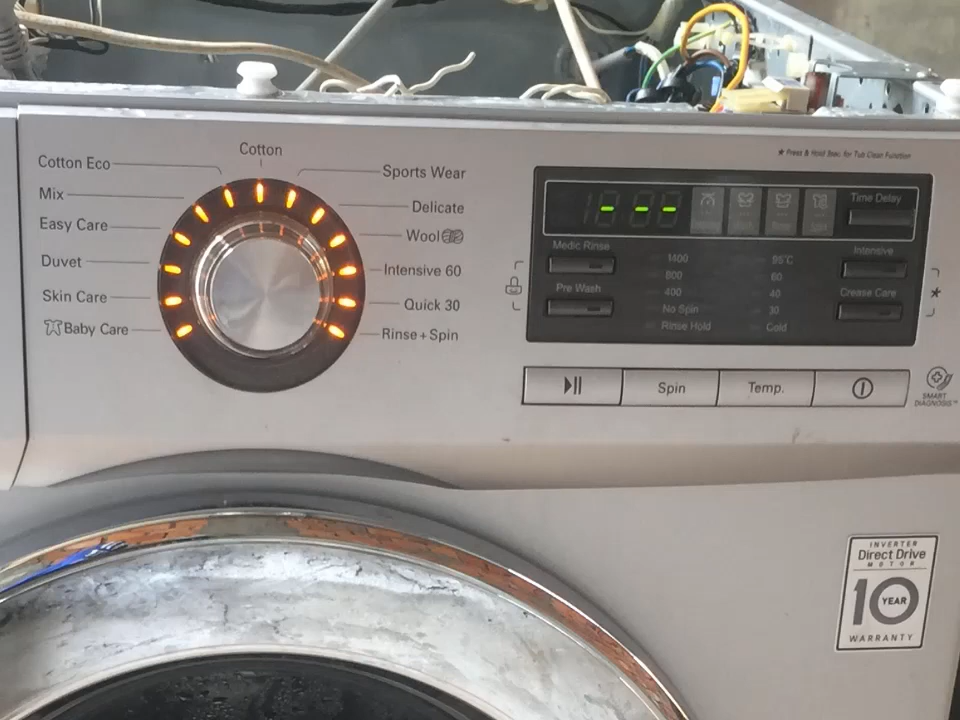 Cotton
Cotton Eco
Sports Wear
Mix
Delicate
Easy Care
Wool
Duvet
Intensive 60
Skin Care
Quick 30
Baby Care
Rinse+Spin
* Press & Hold 3sec. for Tub Clean Function
- - -
Time Delay
Medic Rinse
Intensive
Pre Wash
Crease Care
1400
800
400
No Spin
Rinse Hold
95°C
60
40
30
Cold
Spin
Temp.
SMART
DIAGNOSIS™
INVERTER
Direct Drive
MOTOR
10 YEAR
WARRANTY